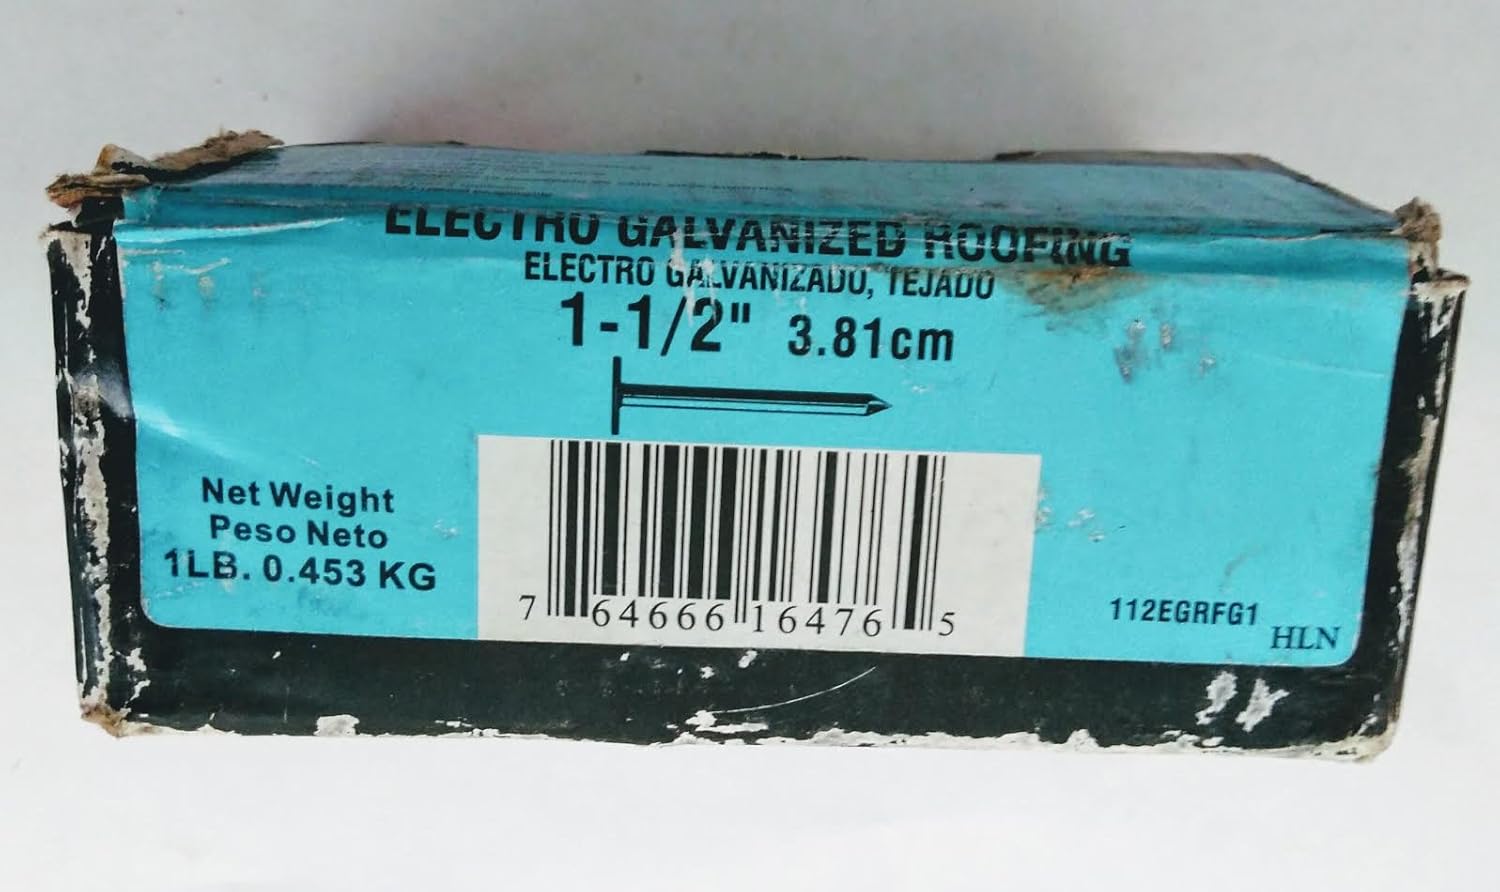 ELECTRO GALVANIZED ROOFING
ELECTRO GALVANIZADO, TEJADO
1-1/2" 3.81cm
Net Weight
Peso Neto
1LB. 0.453 KG
7 64666 16476 5
112EGRFG1
HLN